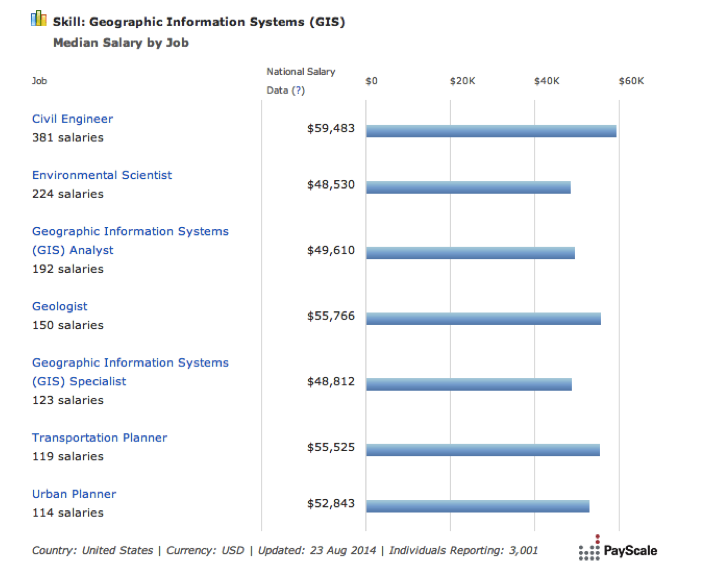 Skill: Geographic Information Systems (GIS)
Median Salary by Job
Job
National Salary
Data (?)
$0
$20K
$40K
$60K
Civil Engineer
381 salaries
$59,483
Environmental Scientist
224 salaries
$48,530
Geographic Information Systems
(GIS) Analyst
192 salaries
$49,610
Geologist
150 salaries
$55,766
Geographic Information Systems
(GIS) Specialist
123 salaries
$48,812
Transportation Planner
119 salaries
$55,525
Urban Planner
114 salaries
$52,843
Country: United States | Currency: USD | Updated: 23 Aug 2014 | Individuals Reporting: 3,001
PayScale